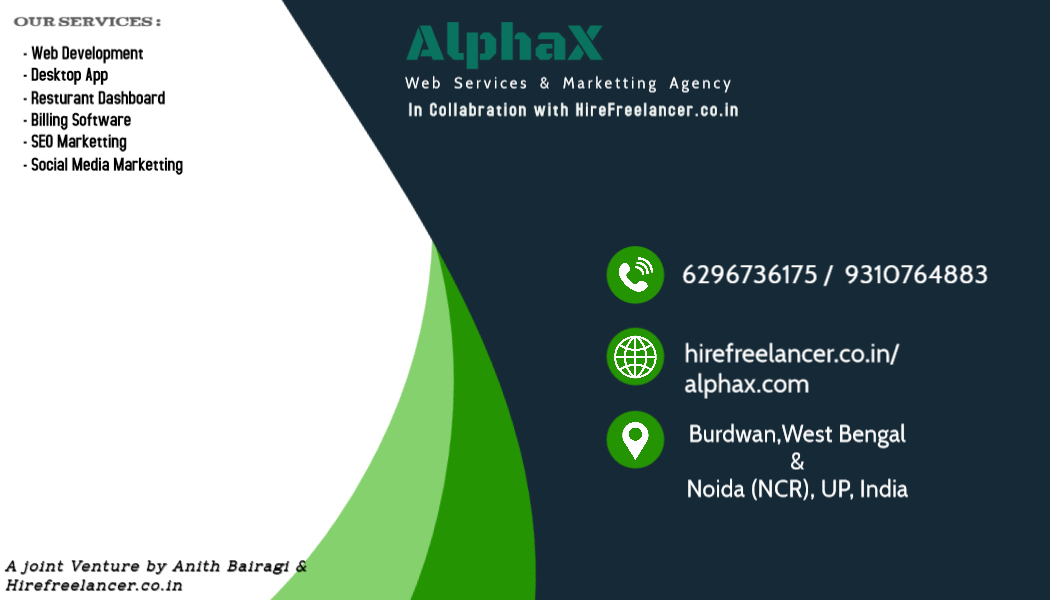 OUR SERVICES :
- Web Development
- Desktop App
- Resturant Dashboard
- Billing Software
- SEO Marketting
- Social Media Marketting
AlphaX
Web Services & Marketting Agency
In Collabration with HireFreelancer.co.in
6296736175 / 9310764883
hirefreelancer.co.in/
alphax.com
Burdwan,West Bengal
&
Noida (NCR), UP, India
A joint Venture by Anith Bairagi &
Hirefreelancer.co.in